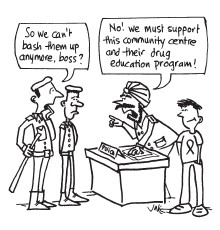 So we can't
bash them up
anymore, boss?
No! we must support
this community centre
and their drug
education program!